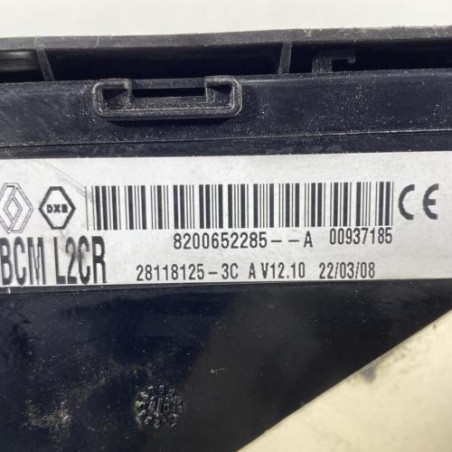 DXB
8200652285--A 00937185
BCM L2CR
28118125-3C A V12.10 22/03/08
CE